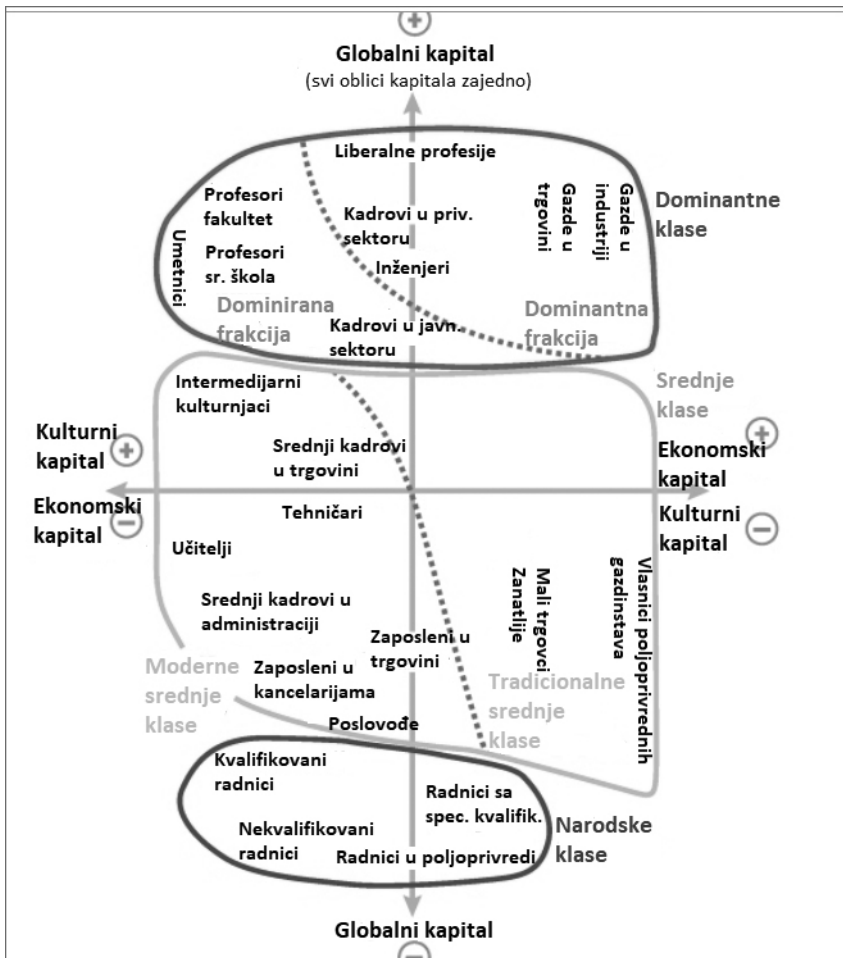 +
Globalni kapital
(svi oblici kapitala zajedno)
Liberalne profesije
Profesori
fakultet
Kadrovi u priv.
sektoru
Gazde u
trgovini
Gazde u
industriji
Dominantne
klase
Umetnici
Profesori
sr. škola
Inženjeri
Dominirana
frakcija
Kadrovi u javn.
sektoru
Dominantna
frakcija
Intermedijarni
kulturnjaci
Srednje
klase
Kulturni
kapital
+
Srednji kadrovi
u trgovini
+
Ekonomski
kapital
Ekonomski
kapital
−
Tehničari
Kulturni
kapital
−
Učitelji
Srednji kadrovi u
administraciji
Zaposleni u
trgovini
Mali trgovci
Zanatlije
Vlasnici poljoprivrednih
gazdinstava
Moderne
srednje
klase
Zaposleni u
kancelarijama
Tradicionalne
srednje
klase
Poslovođe
Kvalifikovani
radnici
Radnici sa
spec. kvalifik.
Nekvalifikovani
radnici
Radnici u poljoprivredi
Narodske
klase
Globalni kapital
−